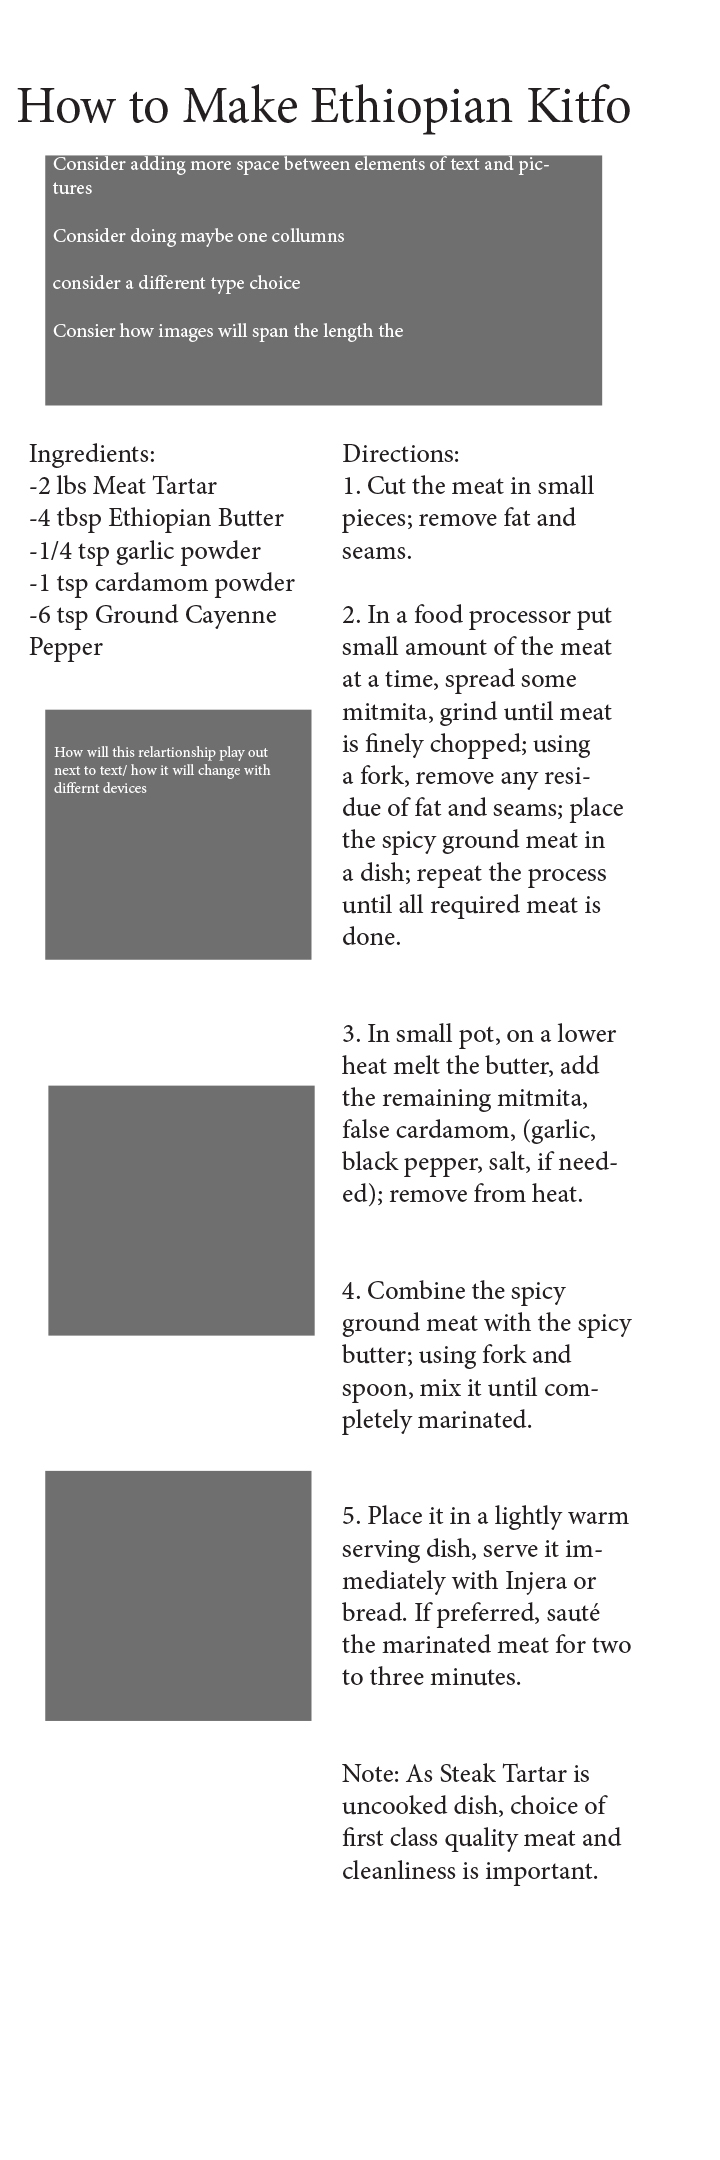 How to Make Ethiopian Kitfo
Consider adding more space between elements of text and pic-
tures
Consider doing maybe one collumns
consider a different type choice
Consier how images will span the length the
Ingredients:
-2 lbs Meat Tartar
-4 tbsp Ethiopian Butter
-1/4 tsp garlic powder
-1 tsp cardamom powder
-6 tsp Ground Cayenne
Pepper
How will this relartionship play out
next to text/ how it will change with
differnt devices
Directions:
1. Cut the meat in small
pieces; remove fat and
seams.
2. In a food processor put
small amount of the meat
at a time, spread some
mitmita, grind until meat
is finely chopped; using
a fork, remove any resi-
due of fat and seams; place
the spicy ground meat in
a dish; repeat the process
until all required meat is
done.
3. In small pot, on a lower
heat melt the butter, add
the remaining mitmita,
false cardamom, (garlic,
black pepper, salt, if need-
ed); remove from heat.
4. Combine the spicy
ground meat with the spicy
butter; using fork and
spoon, mix it until com-
pletely marinated.
5. Place it in a lightly warm
serving dish, serve it im-
mediately with Injera or
bread. If preferred, sauté
the marinated meat for two
to three minutes.
Note: As Steak Tartar is
uncooked dish, choice of
first class quality meat and
cleanliness is important.